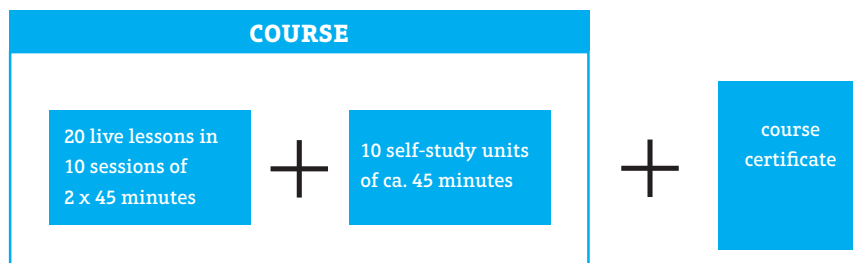 COURSE
20 live lessons in
10 sessions of
2 x 45 minutes
10 self-study units
of ca. 45 minutes
course
certificate